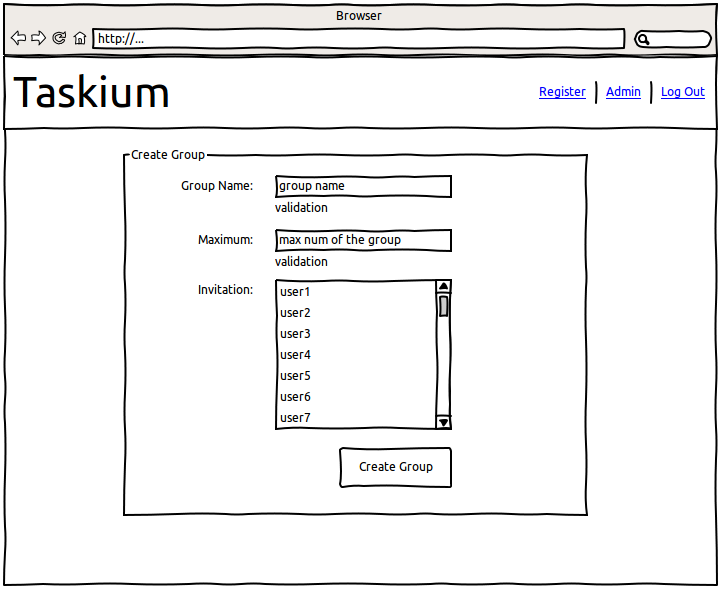 Browser
http://...
Taskium
Register Admin Log Out
Create Group
Group Name: group name
validation
Maximum: max num of the group
validation
Invitation: user1
user2
user3
user4
user5
user6
user7
Create Group